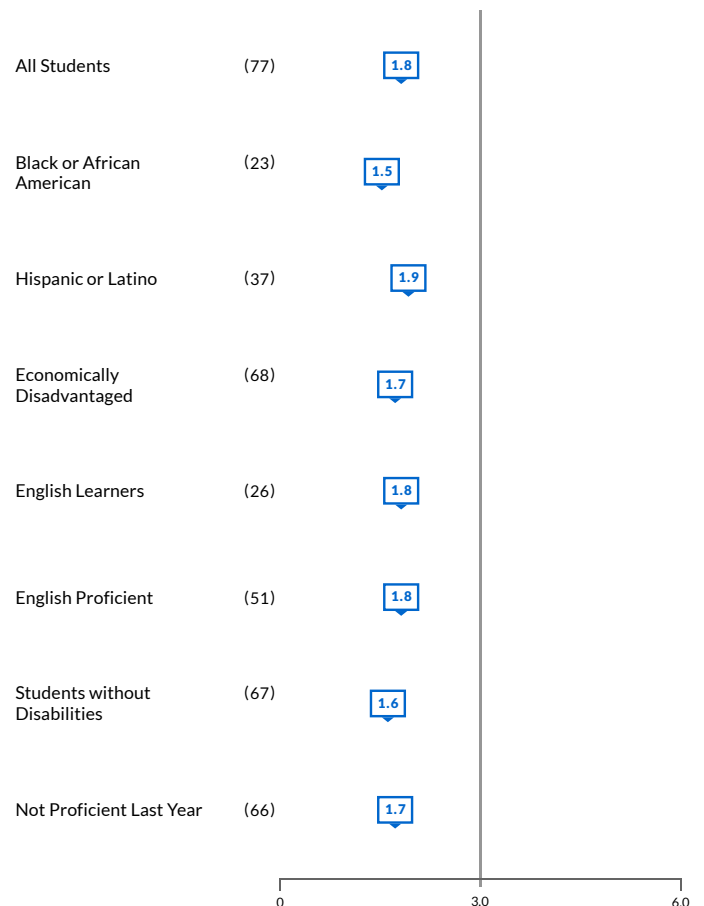 All Students (77) 1.8
Black or African (23)
American
1.5
Hispanic or Latino (37) 1.9
Economically (68)
Disadvantaged
1.7
English Learners (26) 1.8
English Proficient (51) 1.8
Students without (67)
Disabilities
1.6
Not Proficient Last Year (66) 1.7
0 3.0 6.0